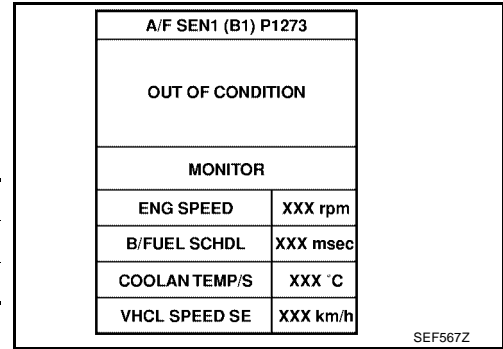 A/F SEN1 (B1) P1273
OUT OF CONDITION
MONITOR
ENG SPEED XXX rpm
B/FUEL SCHDL XXX msec
COOLAN TEMP/S XXX °C
VHCL SPEED SE XXX km/h
SEF567Z